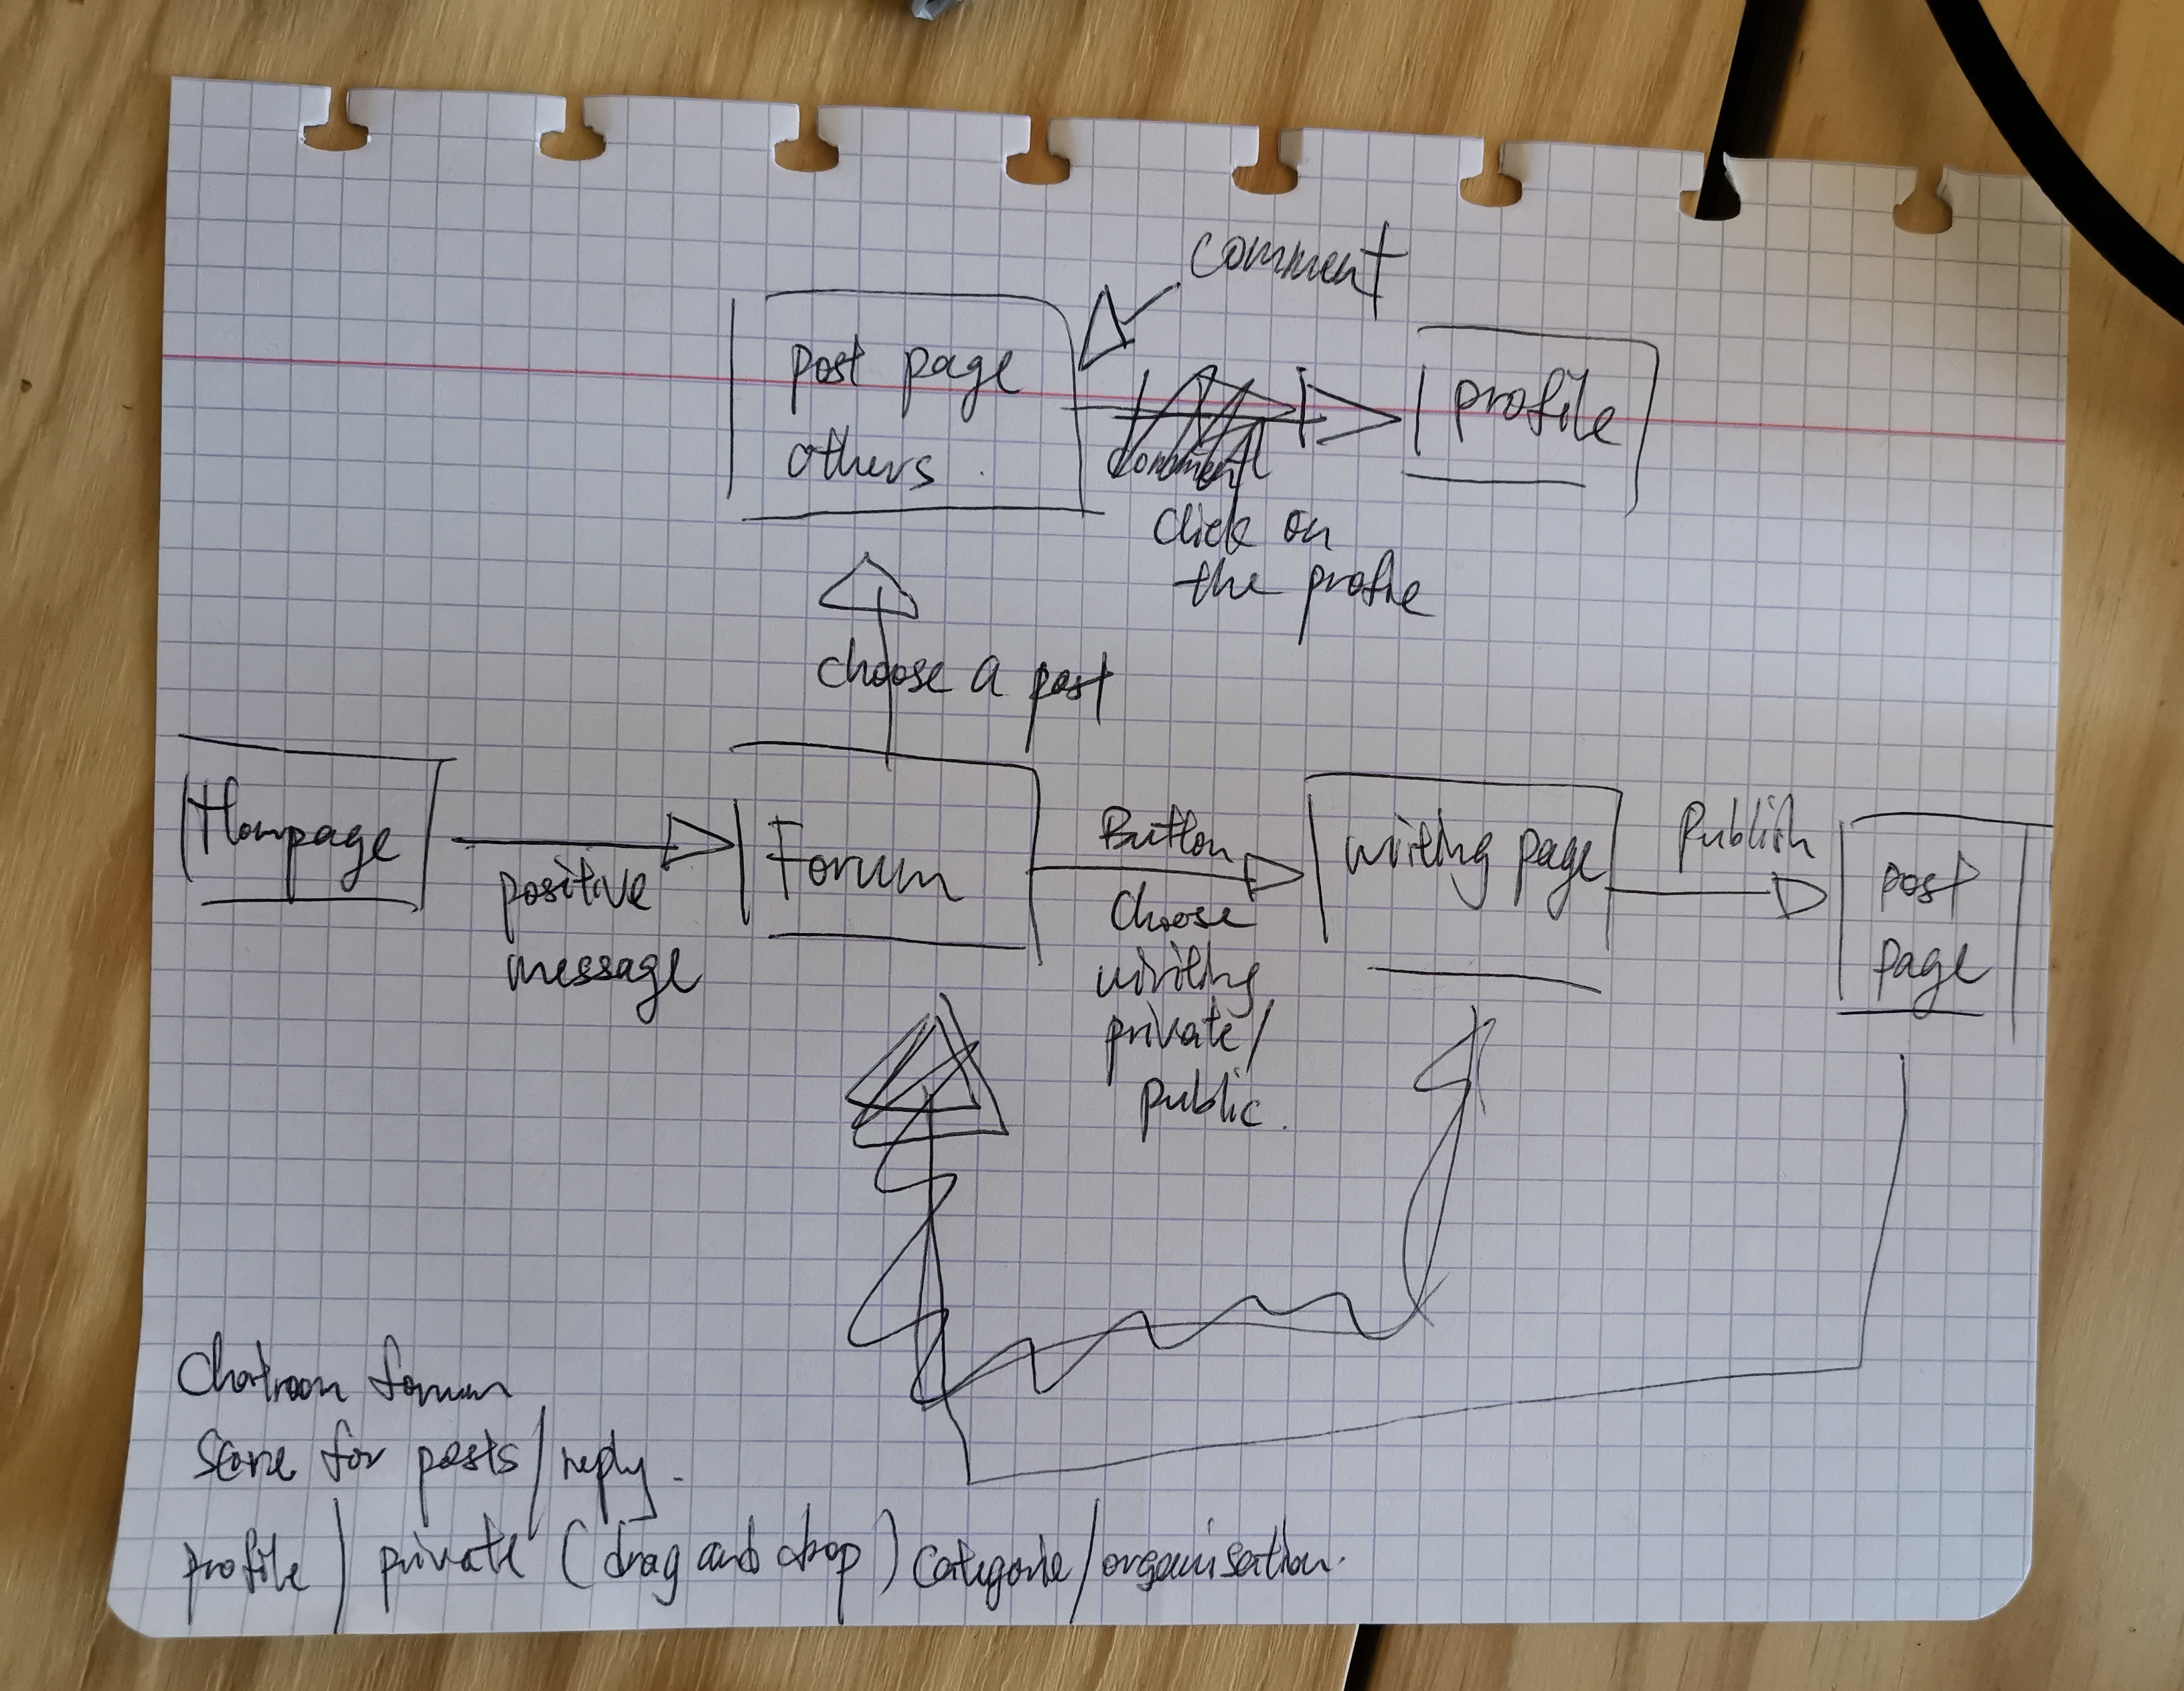 comment
post page
others.
profile
comment
click on
the profile
choose a post
Hompage
positive
message
Forum
Button
choose
writing
private/
public.
writing page
Publish
post
page
Chatroom forum
Score for posts/reply.
profile/private (drag and drop) categorie/organisation.